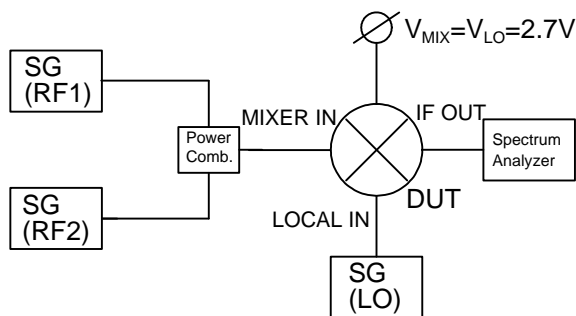 V_MIX=V_LO=2.7V
SG
(RF1)
MIXER IN
IF OUT
Power
Comb.
Spectrum
Analyzer
SG
(RF2)
DUT
LOCAL IN
SG
(LO)